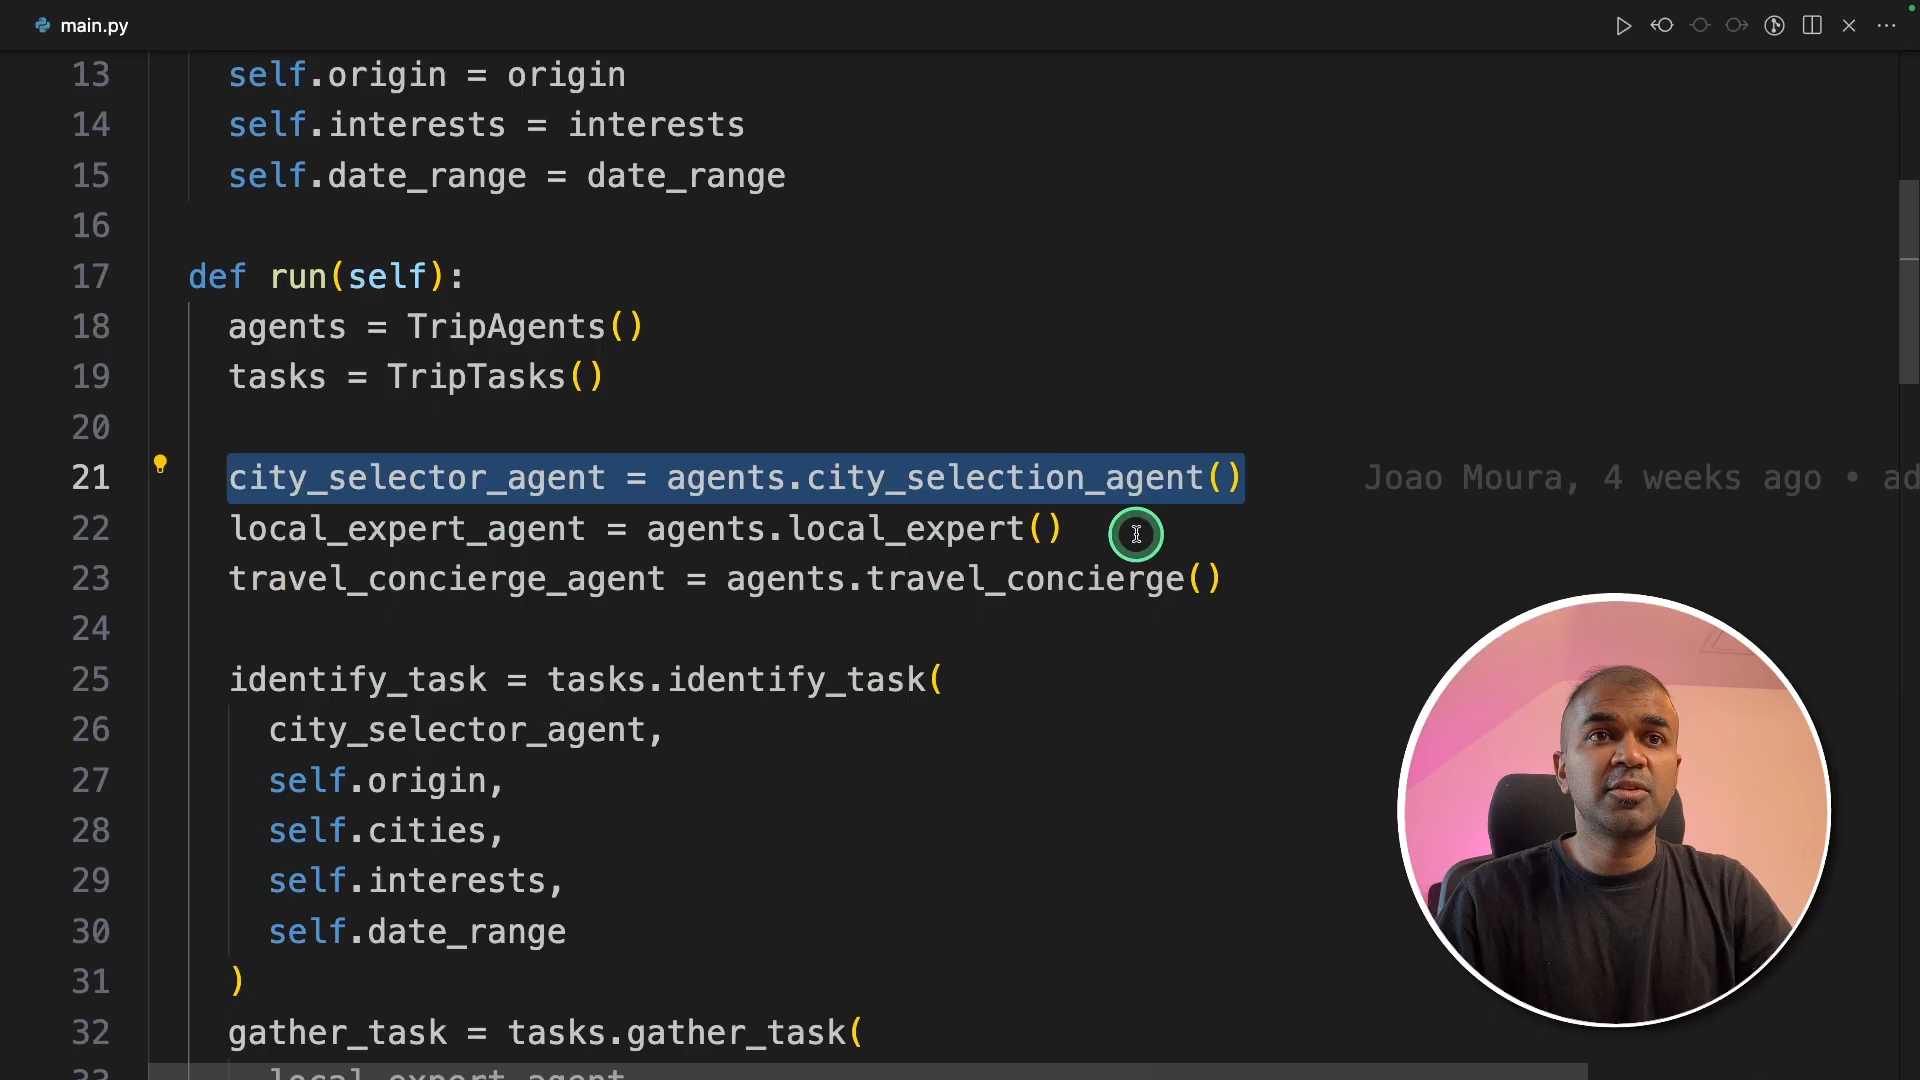 main.py
13 self.origin = origin
14 self.interests = interests
15 self.date_range = date_range
16
17 def run(self):
18 agents = TripAgents()
19 tasks = TripTasks()
20
21 city_selector_agent = agents.city_selection_agent() Joao Moura, 4 weeks ago • ad
22 local_expert_agent = agents.local_expert()
23 travel_concierge_agent = agents.travel_concierge()
24
25 identify_task = tasks.identify_task(
26 city_selector_agent,
27 self.origin,
28 self.cities,
29 self.interests,
30 self.date_range
31 )
32 gather_task = tasks.gather_task(
33 local_expert_agent